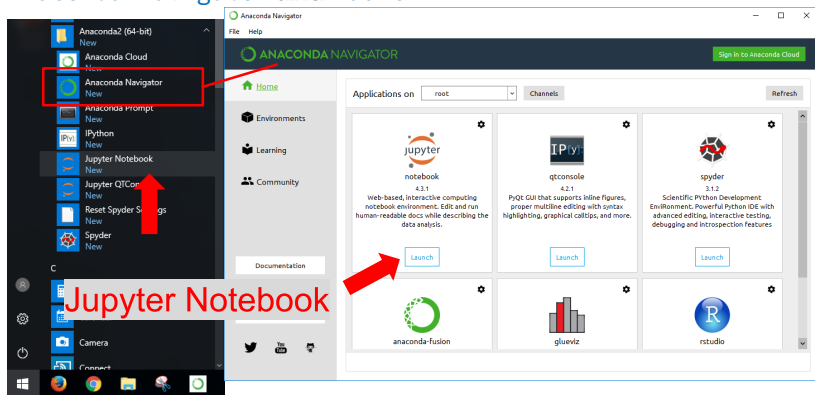 Anaconda2 (64-bit)
New
Anaconda Cloud
New
Anaconda Navigator
New
Anaconda Prompt
New
IPython
New
Jupyter Notebook
New
Jupyter QTCon
New
Reset Spyder Settings
New
Spyder
New
C
Camera
Connect
Jupyter Notebook
Anaconda Navigator
File Help
ANACONDA NAVIGATOR
Sign in to Anaconda Cloud
Home
Environments
Learning
Community
Documentation
Applications on root Channels Refresh
jupyter
notebook
4.3.1
Web-based, interactive computing
notebook environment. Edit and run
human-readable docs while describing the
data analysis.
Launch
IP[y]:
qtconsole
4.2.1
PyQt GUI that supports inline figures,
proper multiline editing with syntax
highlighting, graphical calltips, and more.
Launch
spyder
3.1.2
Scientific PYthon Development
EnviRonment. Powerful Python IDE with
advanced editing, interactive testing,
debugging and introspection features
Launch
anaconda-fusion
glueviz
R
rstudio
You
Tube